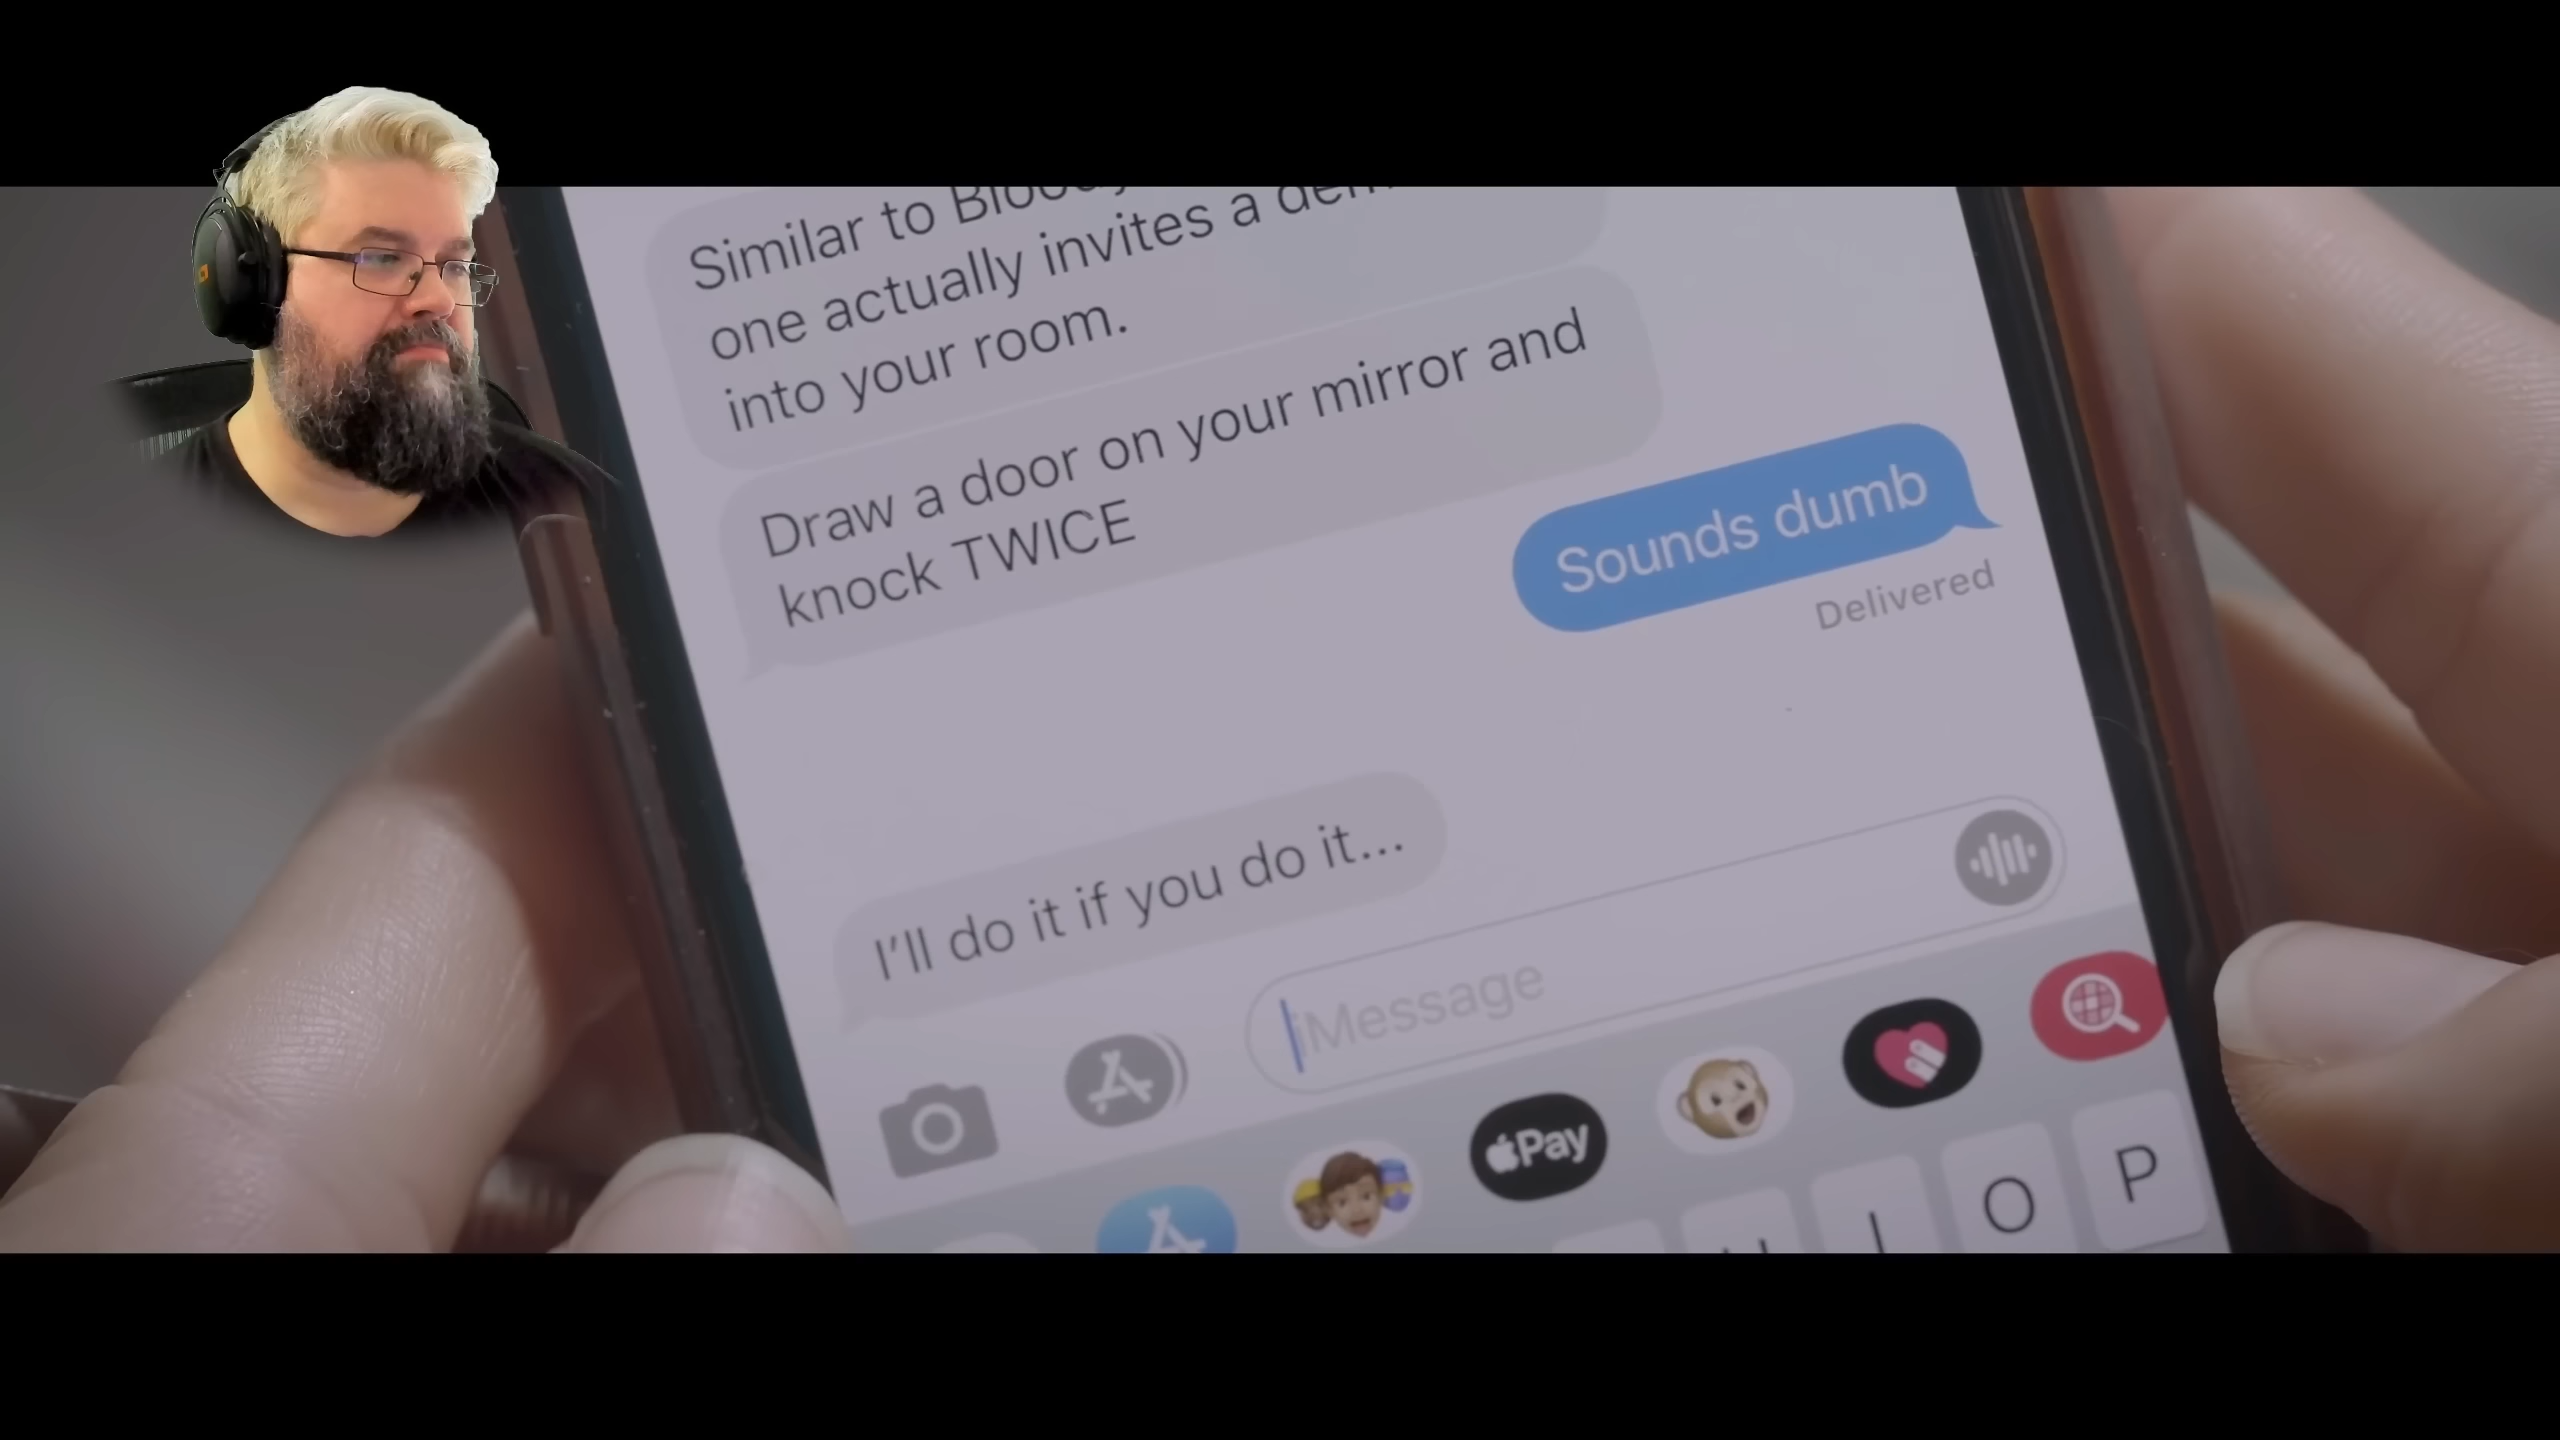 Similar to Bloody
one actually invites a
into your room.
Draw a door on your mirror and
knock TWICE
Sounds dumb
Delivered
I'll do it if you do it...
iMessage
Pay
I O P